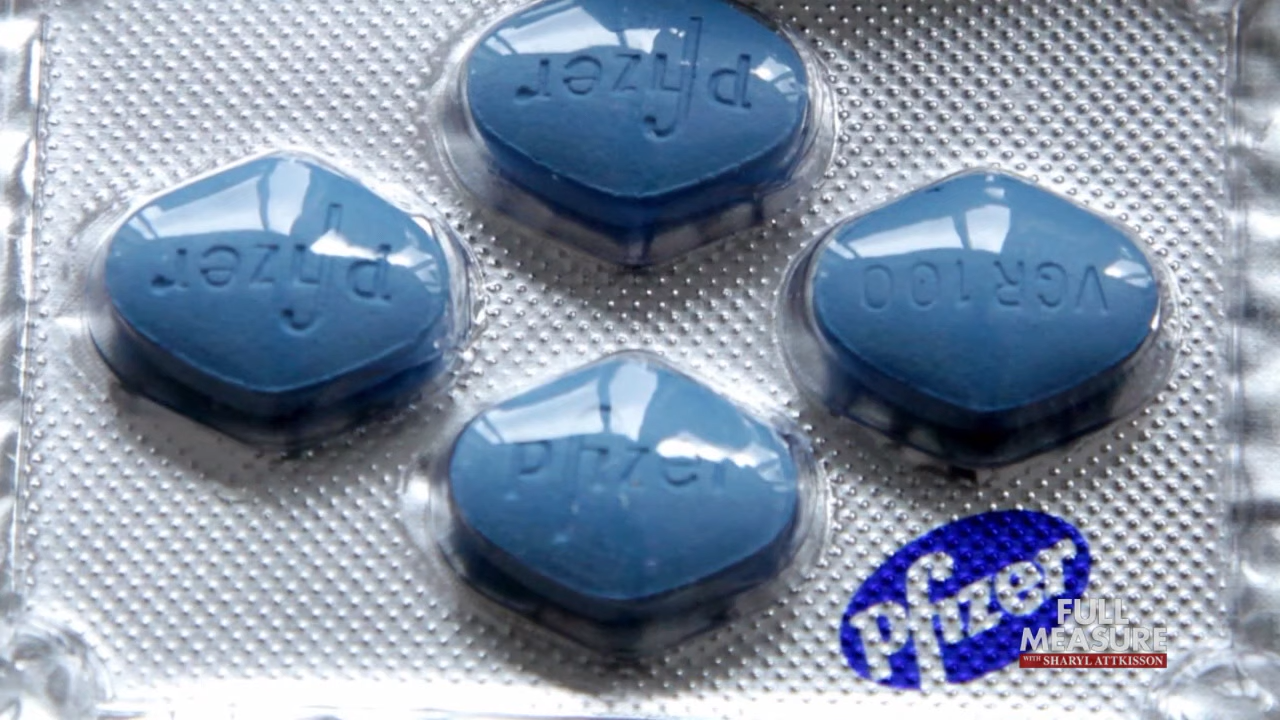 Pfizer
Pfizer
VGR100
Pfizer
Pfizer
FULL
MEASURE
WITH SHARYL ATTKISSON